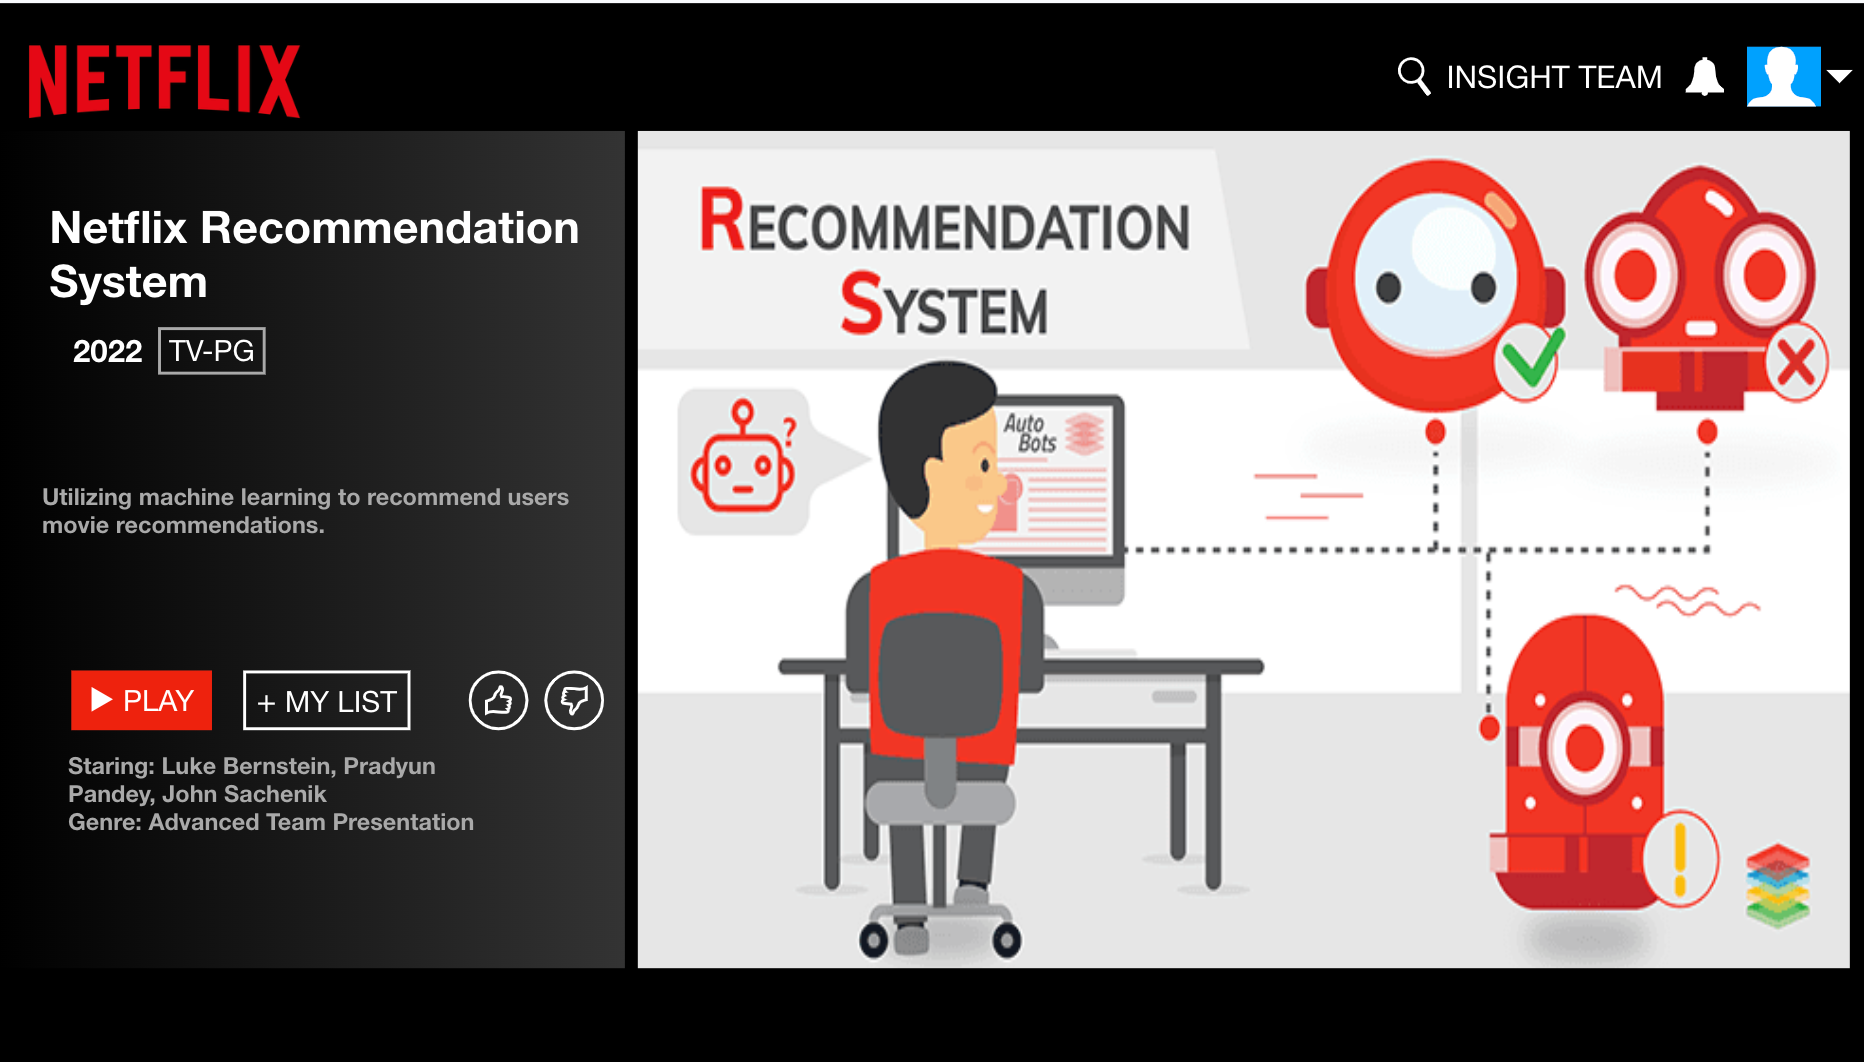 NETFLIX
INSIGHT TEAM
Netflix Recommendation
System
2022 TV-PG
Utilizing machine learning to recommend users
movie recommendations.
PLAY
+ MY LIST
Staring: Luke Bernstein, Pradyun
Pandey, John Sachenik
Genre: Advanced Team Presentation
RECOMMENDATION
SYSTEM
?
Auto
Bots